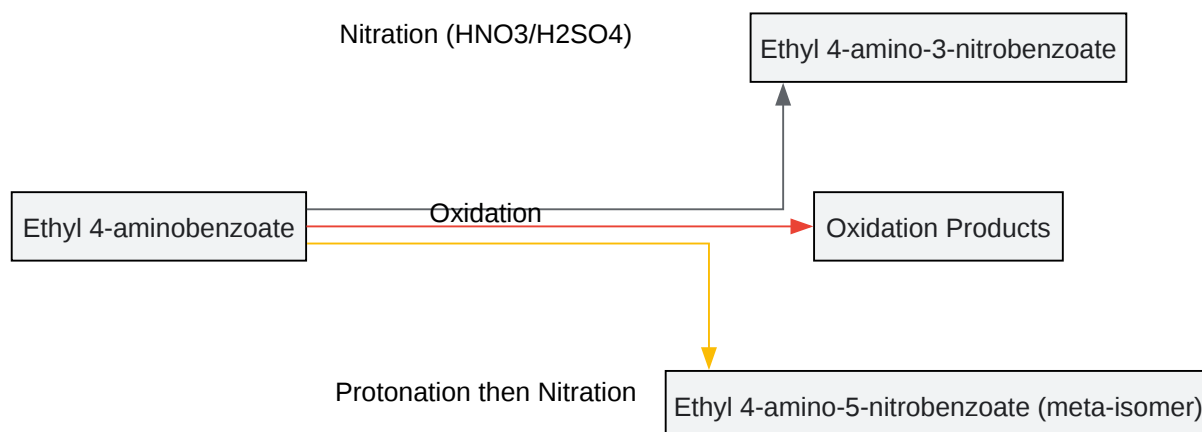 Nitration (HNO3/H2SO4)
Ethyl 4-amino-3-nitrobenzoate
Ethyl 4-aminobenzoate
Oxidation
Oxidation Products
Protonation then Nitration
Ethyl 4-amino-5-nitrobenzoate (meta-isomer)